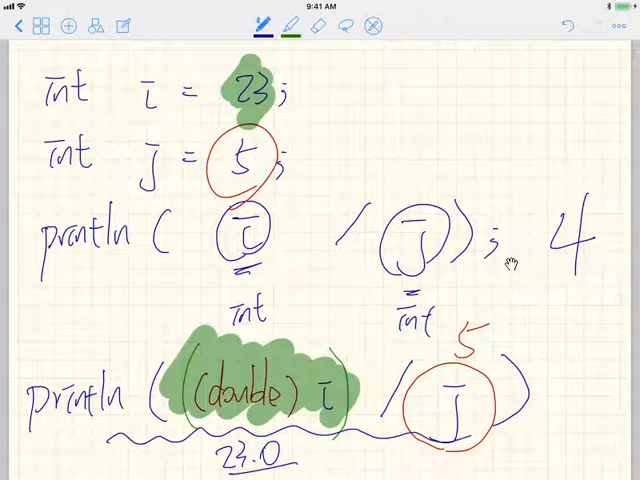 9:41 AM
int i = 23;
int j = 5;
println ( i / j ); 4
int int
5
println ( ( (double) i ) / j )
23.0